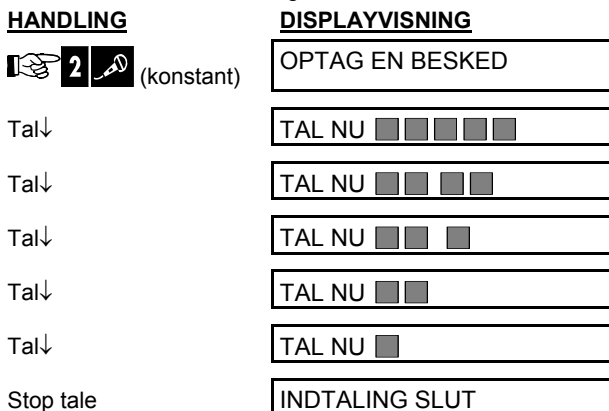 HANDLING DISPLAYVISNING
2 (konstant) OPTAG EN BESKED
Tal↓ TAL NU
Tal↓ TAL NU
Tal↓ TAL NU
Tal↓ TAL NU
Tal↓ TAL NU
Stop tale INDTALING SLUT